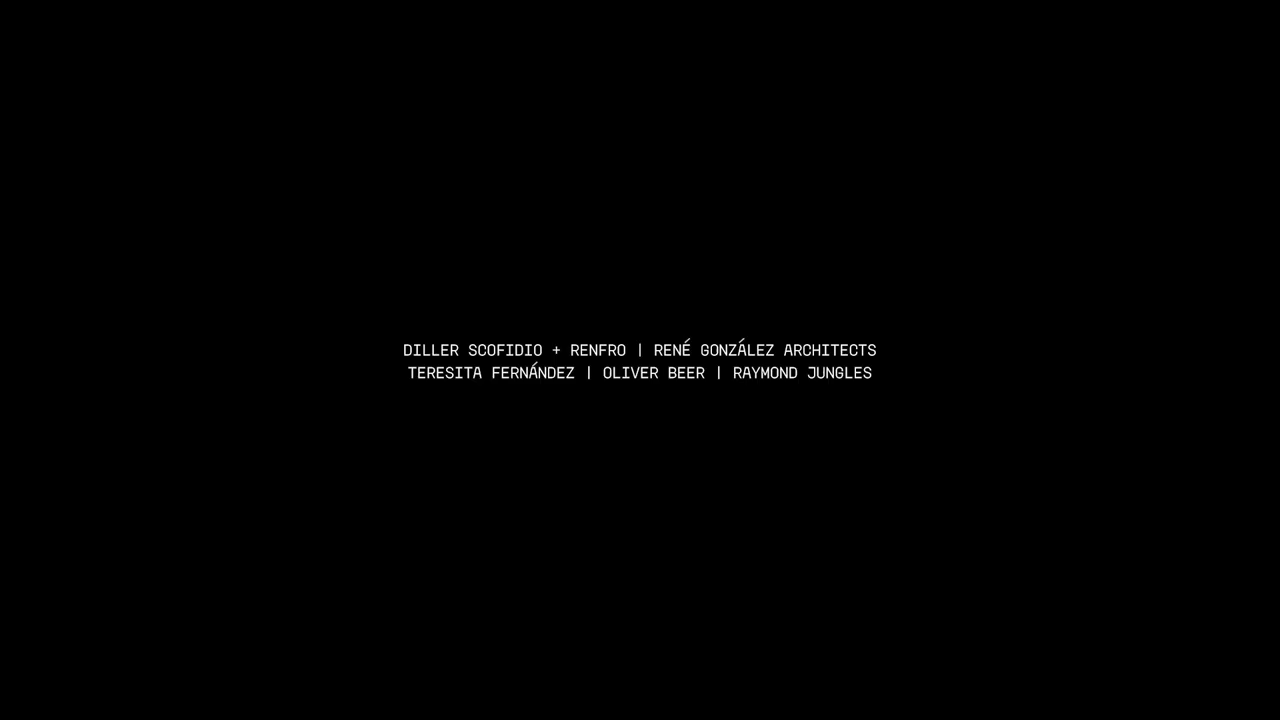 DILLER SCOFIDIO + RENFRO | RENÉ GONZÁLEZ ARCHITECTS
TERESITA FERNÁNDEZ | OLIVER BEER | RAYMOND JUNGLES